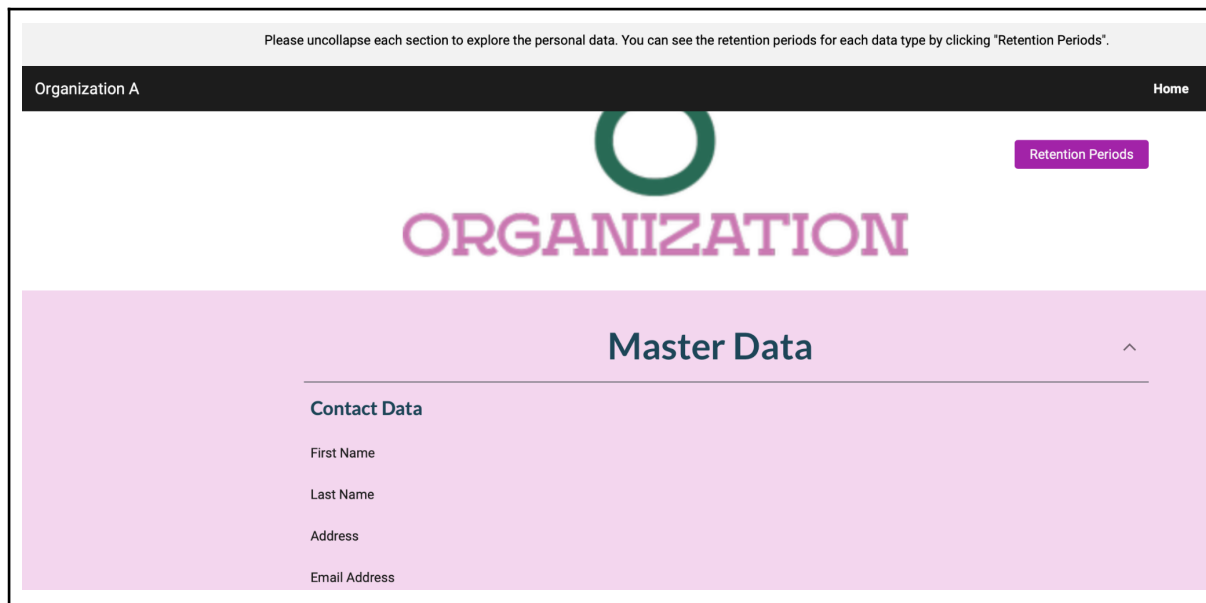 Please uncollapse each section to explore the personal data. You can see the retention periods for each data type by clicking "Retention Periods".
Organization A
Home
Retention Periods
ORGANIZATION
Master Data
Contact Data
First Name
Last Name
Address
Email Address